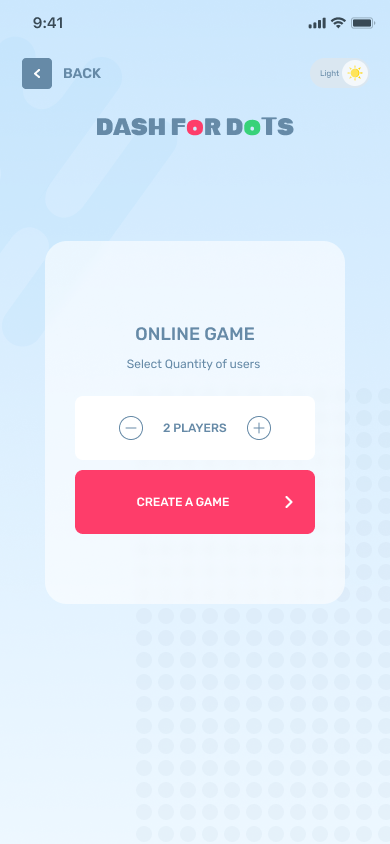 9:41
BACK
Light
DASH FoR DoTS
ONLINE GAME
Select Quantity of users
2 PLAYERS
CREATE A GAME